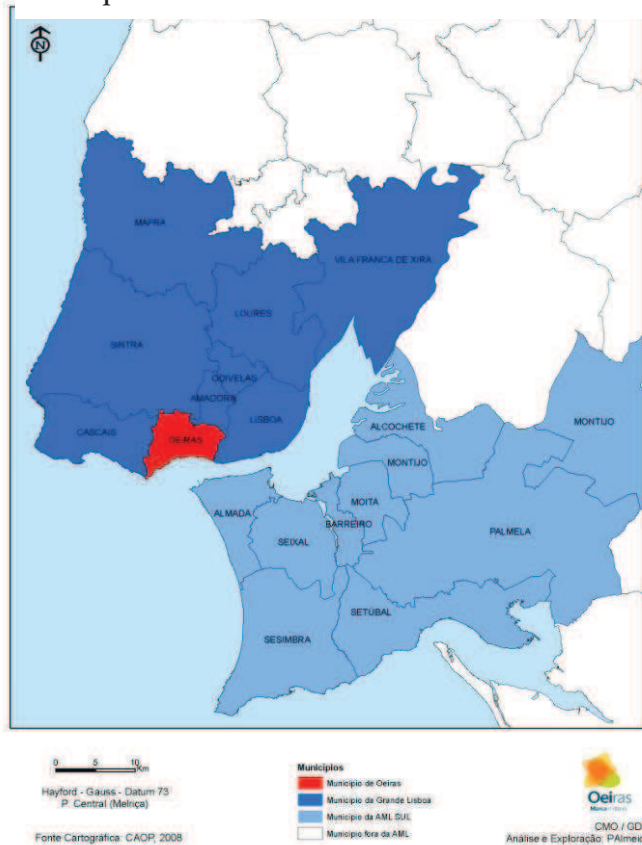 N
MAFRA
VILA FRANCA DE XIRA
LOURES
SINTRA
ODIVELAS
AMADORA
CASCAIS
OEIRAS
LISBOA
ALCOCHETE
MONTIJO
MONTIJO
MOITA
ALMADA
BARREIRO
SEIXAL
PALMELA
SETÚBAL
SESIMBRA
0 5 10
Km
Hayford - Gauss - Datum 73
P. Central (Melriça)
Fonte Cartográfica: CAOP, 2008
Municípios
Município de Oeiras
Município da Grande Lisboa
Município da AML SUL
Município fora da AML
Oeiras
CMO / GD
Análise e Exploração: PAlmeid